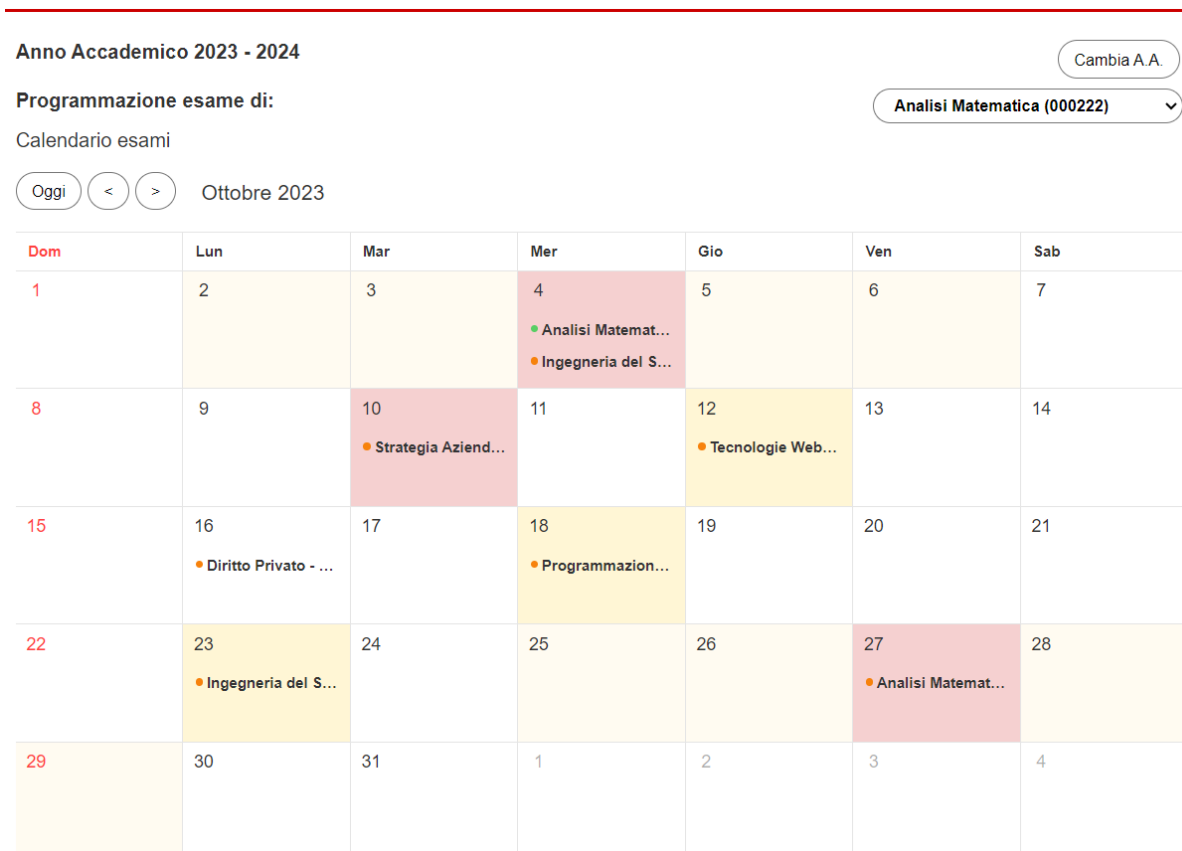 Anno Accademico 2023 - 2024
Cambia A.A.
Programmazione esame di:
Analisi Matematica (000222)
Calendario esami
Oggi < > Ottobre 2023
Dom Lun Mar Mer Gio Ven Sab
1 2 3 4 5 6 7
Analisi Matemat...
Ingegneria del S...
8 9 10 11 12 13 14
Strategia Aziend... Tecnologie Web...
15 16 17 18 19 20 21
Diritto Privato - ... Programmazion...
22 23 24 25 26 27 28
Ingegneria del S... Analisi Matemat...
29 30 31 1 2 3 4